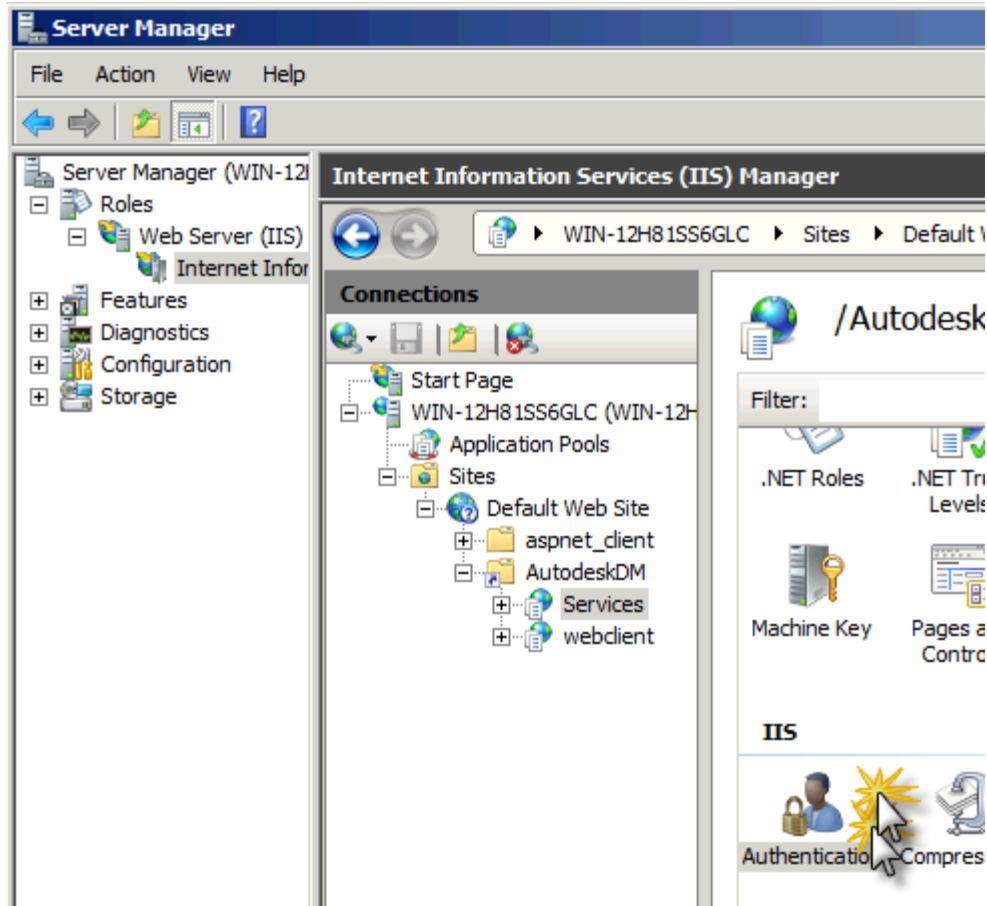 Server Manager
File Action View Help
Server Manager (WIN-12
Roles
Web Server (IIS)
Internet Infor
Features
Diagnostics
Configuration
Storage
Internet Information Services (IIS) Manager
WIN-12H81SS6GLC Sites Default
Connections
Start Page
WIN-12H81SS6GLC (WIN-12H
Application Pools
Sites
Default Web Site
aspnet_client
AutodeskDM
Services
webclient
/Autodesk
Filter:
.NET Roles
.NET Tru
Levels
Machine Key
Pages a
Contro
IIS
Authenticatio
Compress